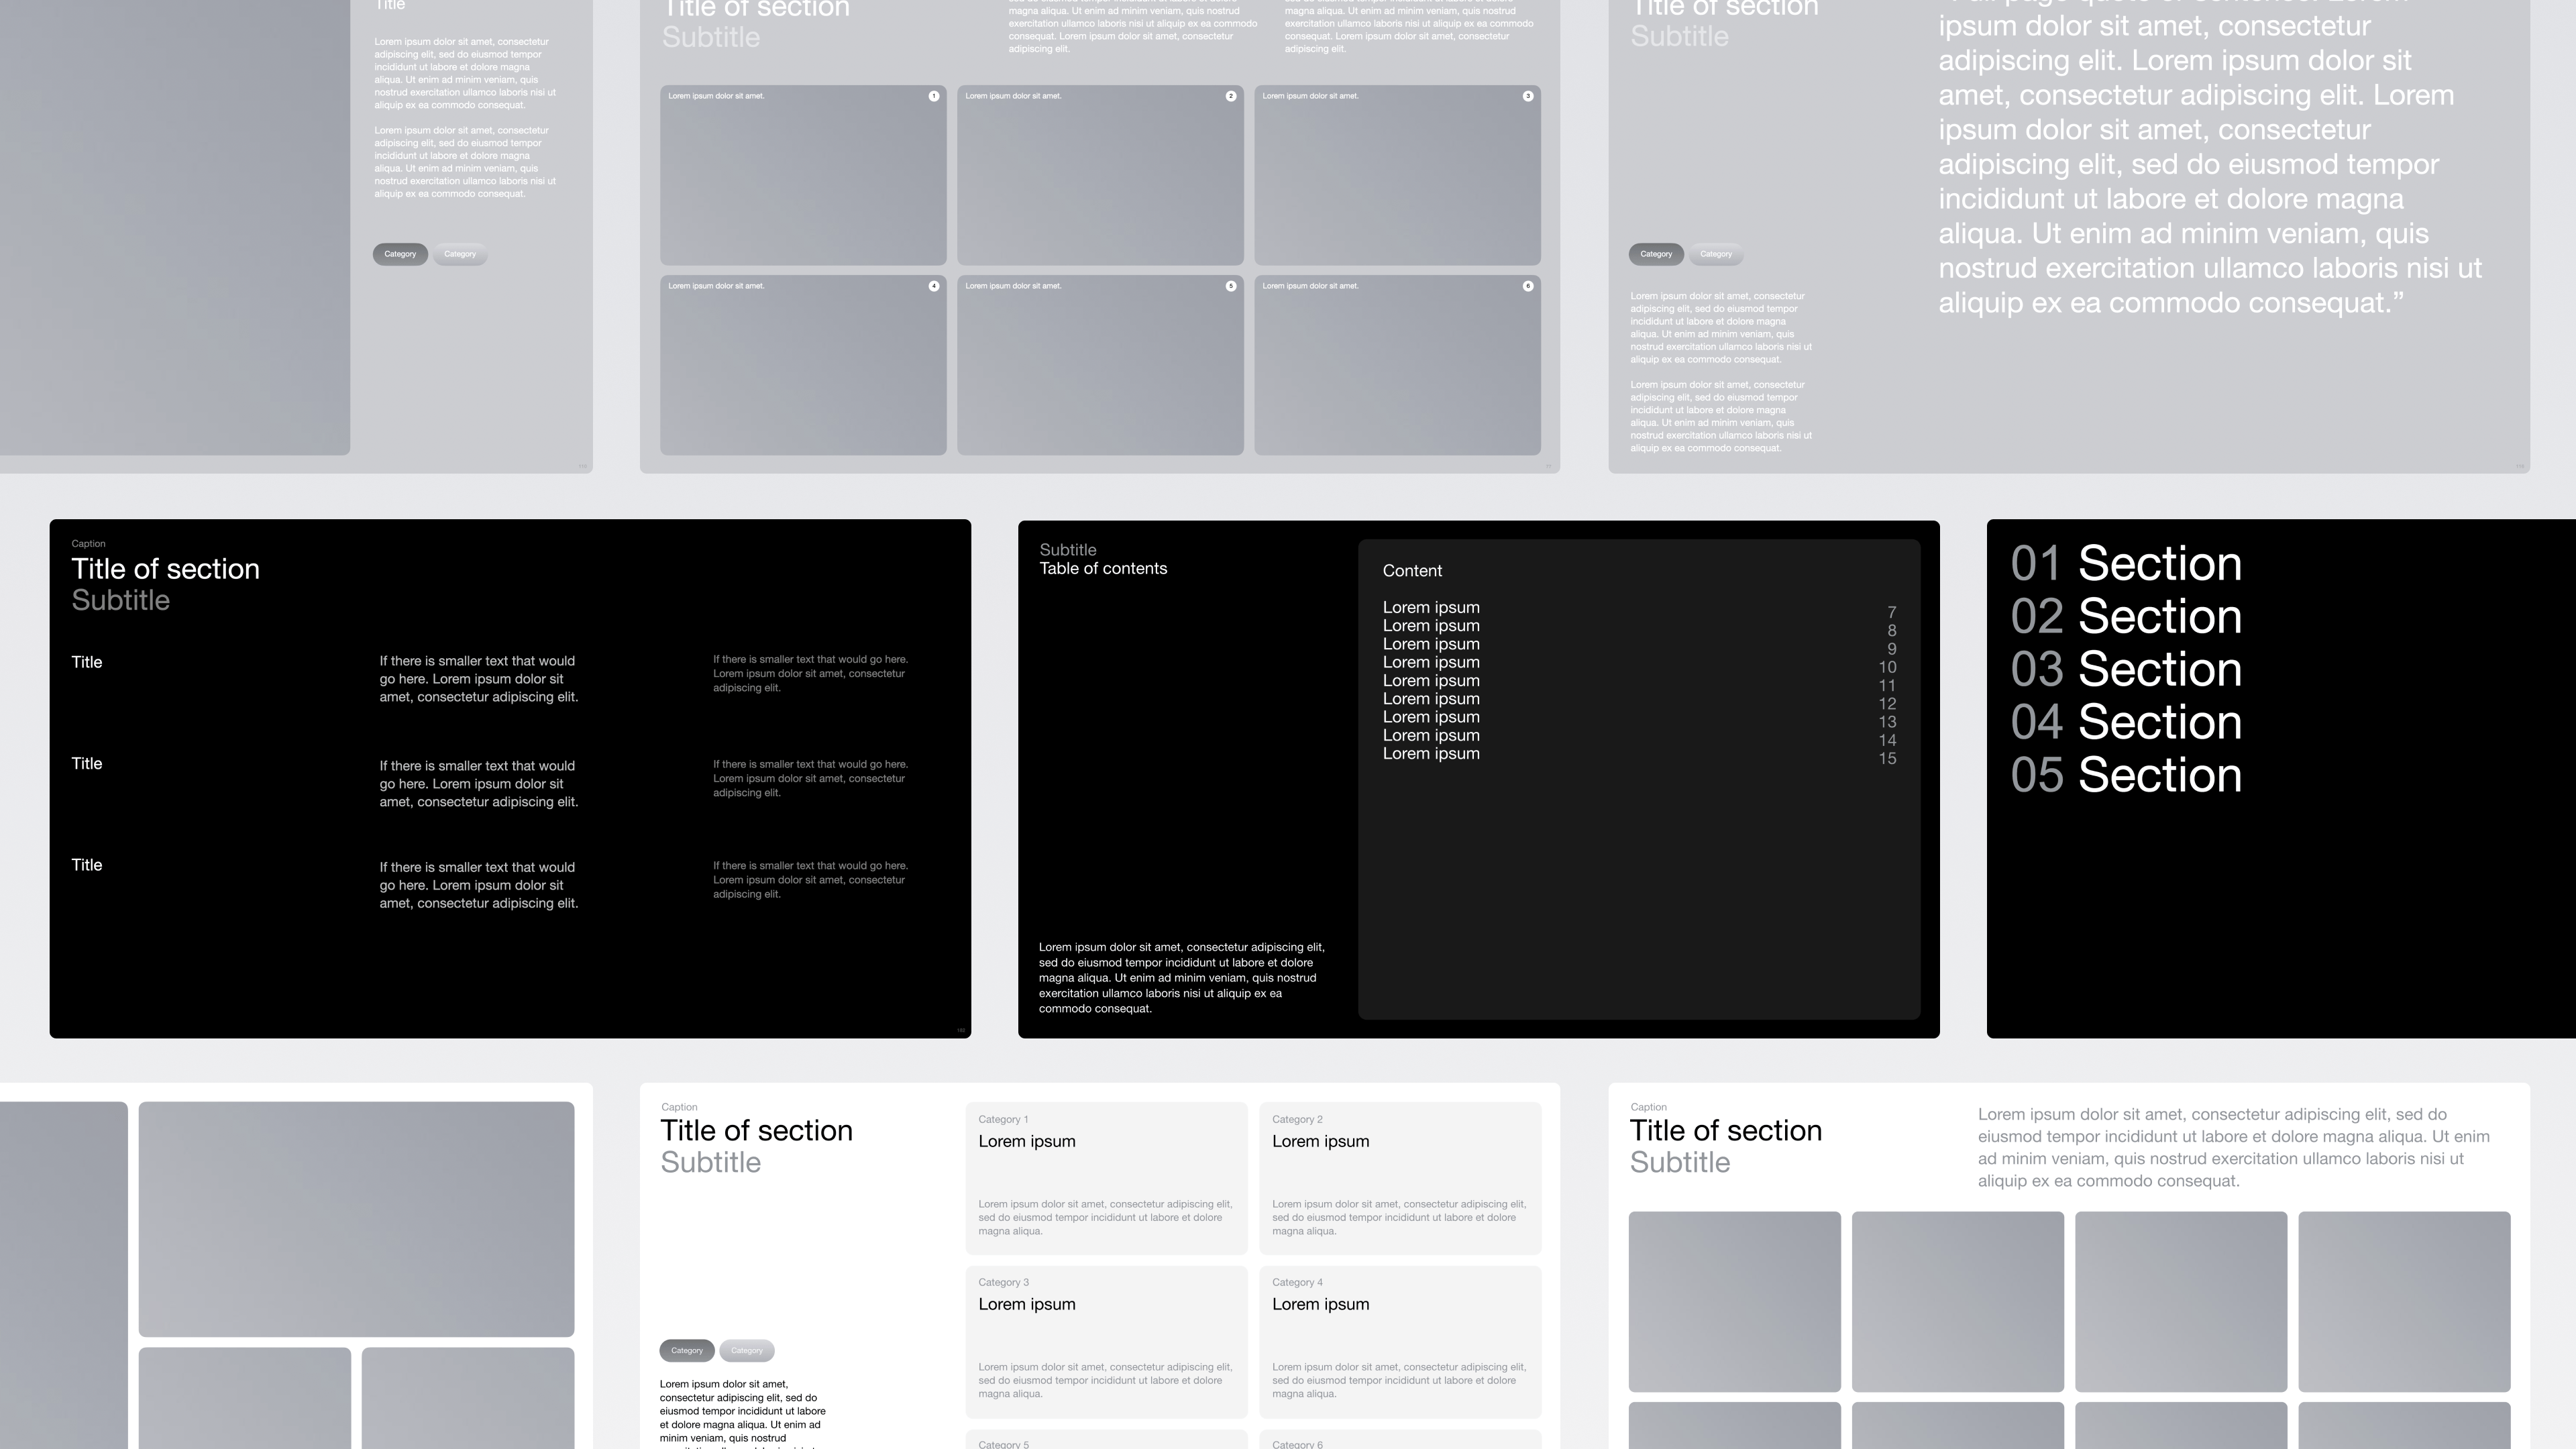 Title
Lorem ipsum dolor sit amet, consectetur
adipiscing elit, sed do eiusmod tempor
incididunt ut labore et dolore magna
aliqua. Ut enim ad minim veniam, quis
nostrud exercitation ullamco laboris nisi ut
aliquip ex ea commodo consequat.
Lorem ipsum dolor sit amet, consectetur
adipiscing elit, sed do eiusmod tempor
incididunt ut labore et dolore magna
aliqua. Ut enim ad minim veniam, quis
nostrud exercitation ullamco laboris nisi ut
aliquip ex ea commodo consequat.
Category
Category
Title of section
Subtitle
magna aliqua. Ut enim ad minim veniam, quis nostrud
exercitation ullamco laboris nisi ut aliquip ex ea commodo
consequat. Lorem ipsum dolor sit amet, consectetur
adipiscing elit.
magna aliqua. Ut enim ad minim veniam, quis nostrud
exercitation ullamco laboris nisi ut aliquip ex ea commodo
consequat. Lorem ipsum dolor sit amet, consectetur
adipiscing elit.
Lorem ipsum dolor sit amet. 1
Lorem ipsum dolor sit amet. 2
Lorem ipsum dolor sit amet. 3
Lorem ipsum dolor sit amet. 4
Lorem ipsum dolor sit amet. 5
Lorem ipsum dolor sit amet. 6
Title of section
Subtitle
Category
Category
Lorem ipsum dolor sit amet, consectetur
adipiscing elit, sed do eiusmod tempor
incididunt ut labore et dolore magna
aliqua. Ut enim ad minim veniam, quis
nostrud exercitation ullamco laboris nisi ut
aliquip ex ea commodo consequat.
Lorem ipsum dolor sit amet, consectetur
adipiscing elit, sed do eiusmod tempor
incididunt ut labore et dolore magna
aliqua. Ut enim ad minim veniam, quis
nostrud exercitation ullamco laboris nisi ut
aliquip ex ea commodo consequat.
ipsum dolor sit amet, consectetur
adipiscing elit. Lorem ipsum dolor sit
amet, consectetur adipiscing elit. Lorem
ipsum dolor sit amet, consectetur
adipiscing elit, sed do eiusmod tempor
incididunt ut labore et dolore magna
aliqua. Ut enim ad minim veniam, quis
nostrud exercitation ullamco laboris nisi ut
aliquip ex ea commodo consequat.”
Caption
Title of section
Subtitle
Title
If there is smaller text that would
go here. Lorem ipsum dolor sit
amet, consectetur adipiscing elit.
If there is smaller text that would go here.
Lorem ipsum dolor sit amet, consectetur
adipiscing elit.
Title
If there is smaller text that would
go here. Lorem ipsum dolor sit
amet, consectetur adipiscing elit.
If there is smaller text that would go here.
Lorem ipsum dolor sit amet, consectetur
adipiscing elit.
Title
If there is smaller text that would
go here. Lorem ipsum dolor sit
amet, consectetur adipiscing elit.
If there is smaller text that would go here.
Lorem ipsum dolor sit amet, consectetur
adipiscing elit.
Subtitle
Table of contents
Lorem ipsum dolor sit amet, consectetur adipiscing elit,
sed do eiusmod tempor incididunt ut labore et dolore
magna aliqua. Ut enim ad minim veniam, quis nostrud
exercitation ullamco laboris nisi ut aliquip ex ea
commodo consequat.
Content
Lorem ipsum 7
Lorem ipsum 8
Lorem ipsum 9
Lorem ipsum 10
Lorem ipsum 11
Lorem ipsum 12
Lorem ipsum 13
Lorem ipsum 14
Lorem ipsum 15
01 Section
02 Section
03 Section
04 Section
05 Section
Caption
Title of section
Subtitle
Category
Category
Lorem ipsum dolor sit amet,
consectetur adipiscing elit, sed do
eiusmod tempor incididunt ut labore
et dolore magna aliqua. Ut enim ad
minim veniam, quis nostrud
Category 1
Lorem ipsum
Lorem ipsum dolor sit amet, consectetur adipiscing elit,
sed do eiusmod tempor incididunt ut labore et dolore
magna aliqua.
Category 2
Lorem ipsum
Lorem ipsum dolor sit amet, consectetur adipiscing elit,
sed do eiusmod tempor incididunt ut labore et dolore
magna aliqua.
Category 3
Lorem ipsum
Lorem ipsum dolor sit amet, consectetur adipiscing elit,
sed do eiusmod tempor incididunt ut labore et dolore
magna aliqua.
Category 4
Lorem ipsum
Lorem ipsum dolor sit amet, consectetur adipiscing elit,
sed do eiusmod tempor incididunt ut labore et dolore
magna aliqua.
Category 5
Category 6
Caption
Title of section
Subtitle
Lorem ipsum dolor sit amet, consectetur adipiscing elit, sed do
eiusmod tempor incididunt ut labore et dolore magna aliqua. Ut enim
ad minim veniam, quis nostrud exercitation ullamco laboris nisi ut
aliquip ex ea commodo consequat.